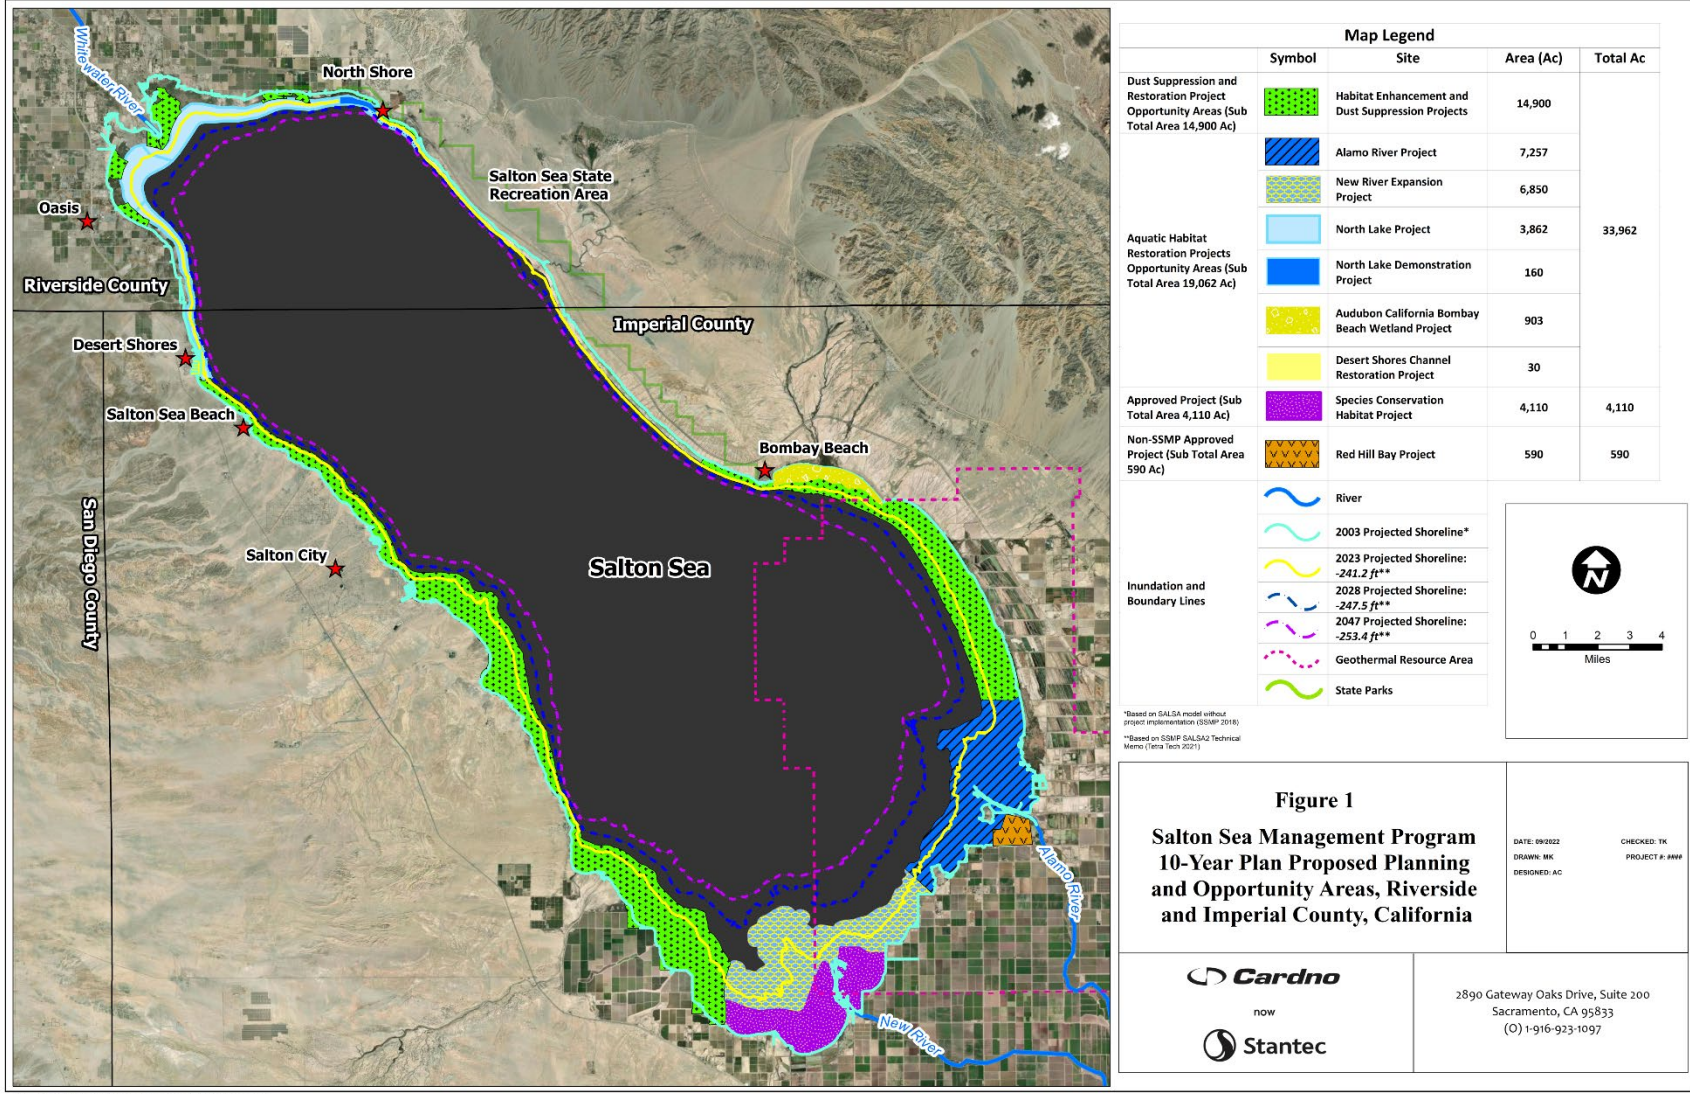 Whitewater River
North Shore
Salton Sea State
Recreation Area
Oasis
Riverside County
Imperial County
Desert Shores
Salton Sea Beach
Bombay Beach
San Diego County
Salton City
Salton Sea
Alamo River
New River
Map Legend
Symbol Site Area (Ac) Total Ac
Dust Suppression and
Restoration Project
Opportunity Areas (Sub
Total Area 14,900 Ac)
Habitat Enhancement and
Dust Suppression Projects
14,900
Aquatic Habitat
Restoration Projects
Opportunity Areas (Sub
Total Area 19,062 Ac)
Alamo River Project 7,257
New River Expansion
Project
6,850
North Lake Project 3,862
33,962
North Lake Demonstration
Project
160
Audubon California Bombay
Beach Wetland Project
903
Desert Shores Channel
Restoration Project
30
Approved Project (Sub
Total Area 4,110 Ac)
Species Conservation
Habitat Project
4,110 4,110
Non-SSMP Approved
Project (Sub Total Area
590 Ac)
Red Hill Bay Project 590 590
Inundation and
Boundary Lines
River
2003 Projected Shoreline*
2023 Projected Shoreline:
-241.2 ft**
2028 Projected Shoreline:
-247.5 ft**
2047 Projected Shoreline:
-253.4 ft**
Geothermal Resource Area
State Parks
*Based on SALSA model without
project implementation (SSMP 2018)
**Based on SSMP SALSA2 Technical
Memo (Tetra Tech 2021)
N
0 1 2 3 4
Miles
Figure 1
Salton Sea Management Program
10-Year Plan Proposed Planning
and Opportunity Areas, Riverside
and Imperial County, California
DATE: 09/2022 CHECKED: TK
DRAWN: MK PROJECT #: ####
DESIGNED: AC
Cardno
now
Stantec
2890 Gateway Oaks Drive, Suite 200
Sacramento, CA 95833
(O) 1-916-923-1097